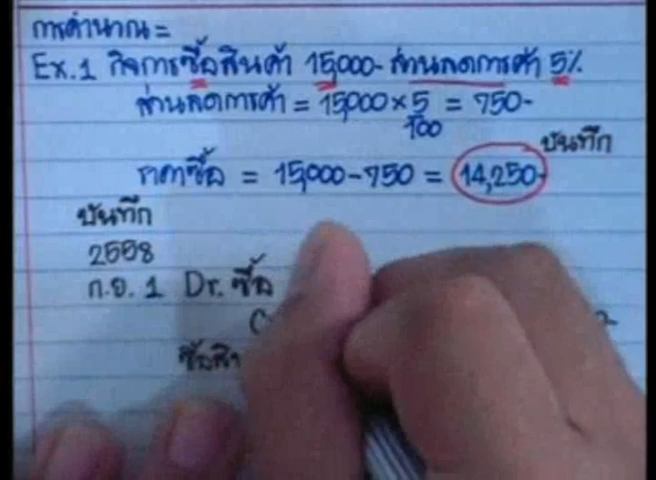 การคำนวณ =
Ex.1 กิจการซื้อสินค้า 15,000- ส่วนลดการค้า 5%
ส่วนลดการค้า = 15,000 × 5/100 = 750-
บันทึก
ราคาซื้อ = 15,000 - 750 = 14,250-
บันทึก
2558
ก.ย. 1 Dr. ซื้อ